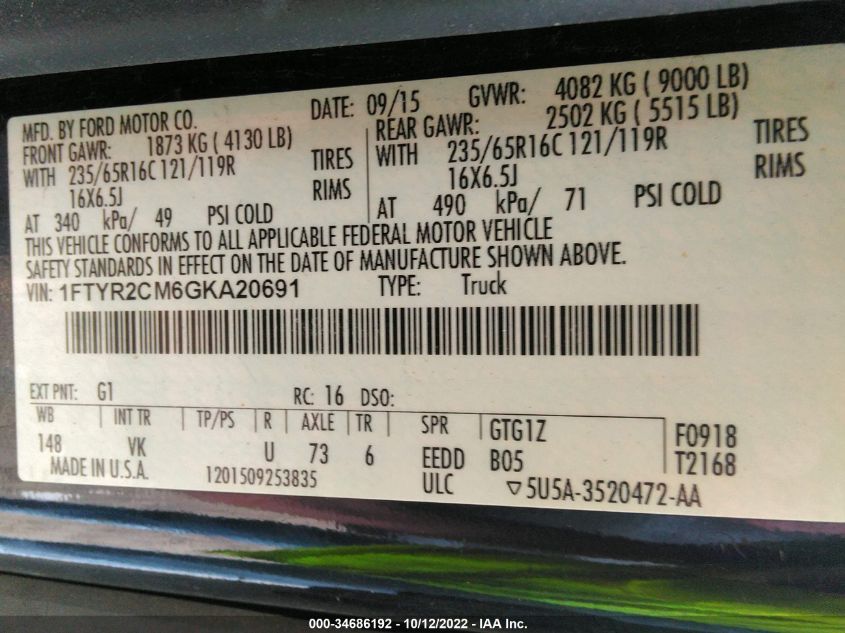 MFD. BY FORD MOTOR CO. DATE: 09/15 GVWR: 4082 KG ( 9000 LB)
FRONT GAWR: 1873 KG ( 4130 LB) REAR GAWR: 2502 KG ( 5515 LB)
WITH 235/65R16C 121/119R TIRES WITH 235/65R16C 121/119R TIRES
16X6.5J RIMS 16X6.5J RIMS
AT 340 kPa/ 49 PSI COLD AT 490 kPa/ 71 PSI COLD
THIS VEHICLE CONFORMS TO ALL APPLICABLE FEDERAL MOTOR VEHICLE
SAFETY STANDARDS IN EFFECT ON THE DATE OF MANUFACTURE SHOWN ABOVE.
VIN: 1FTYR2CM6GKA20691 TYPE: Truck
EXT PNT: G1 RC: 16 DSO:
WB INT TR TP/PS R AXLE TR SPR GTG1Z F0918
148 VK U 73 6 EEDD B05 T2168
MADE IN U.S.A. 1201509253835 ULC ▽5U5A-3520472-AA
000-34686192 - 10/12/2022 - IAA Inc.